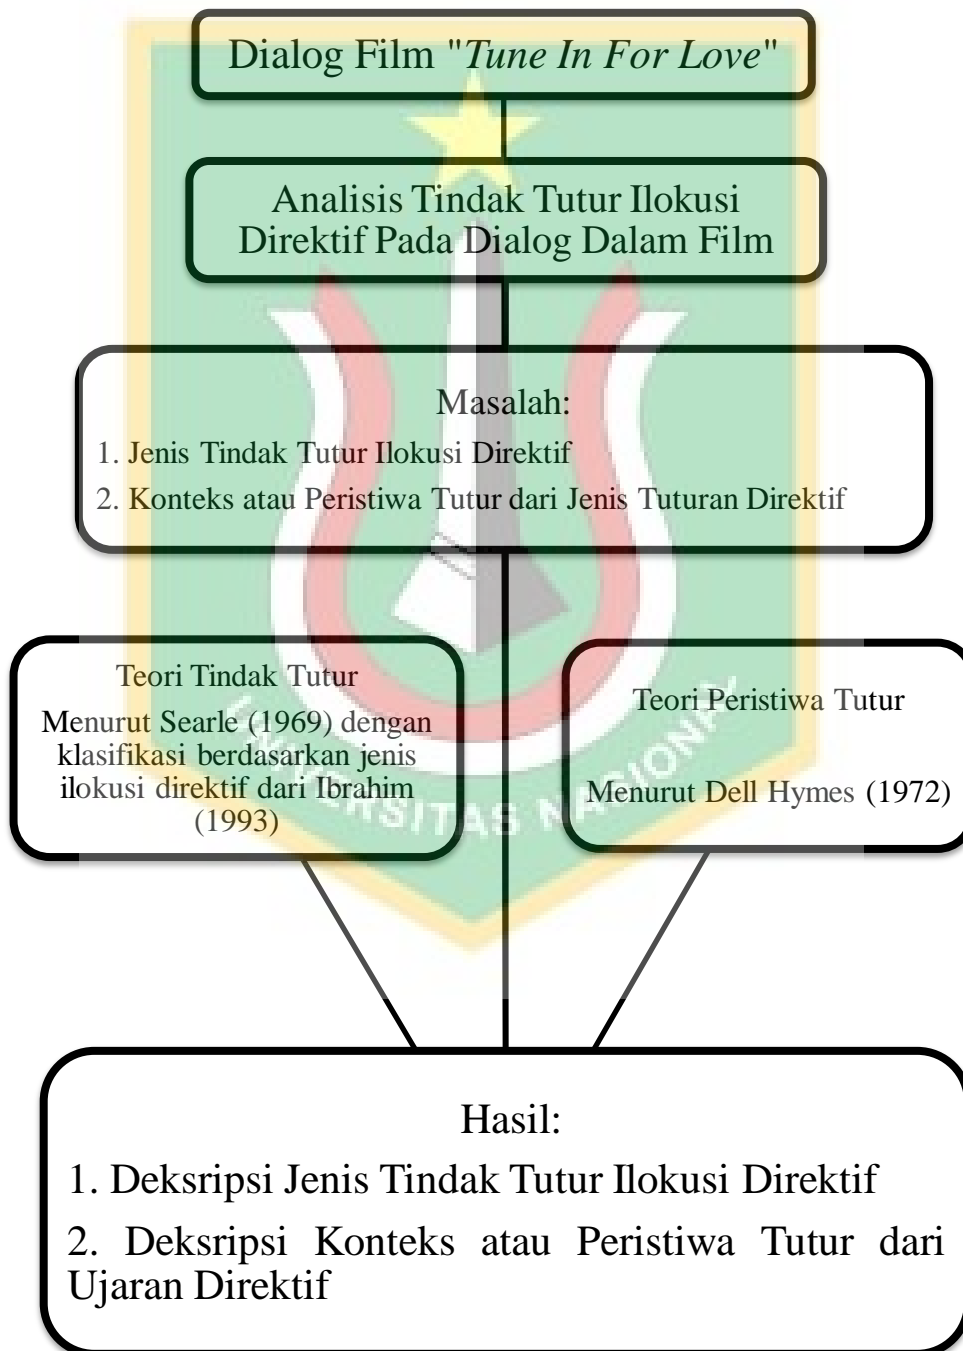 Dialog Film "Tune In For Love"
Analisis Tindak Tutur Ilokusi
Direktif Pada Dialog Dalam Film
Masalah:
1. Jenis Tindak Tutur Ilokusi Direktif
2. Konteks atau Peristiwa Tutur dari Jenis Tuturan Direktif
Teori Tindak Tutur
Menurut Searle (1969) dengan
klasifikasi berdasarkan jenis
ilokusi direktif dari Ibrahim
(1993)
Teori Peristiwa Tutur
Menurut Dell Hymes (1972)
UNIVERSITAS NASIONAL
Hasil:
1. Deksripsi Jenis Tindak Tutur Ilokusi Direktif
2. Deksripsi Konteks atau Peristiwa Tutur dari
Ujaran Direktif